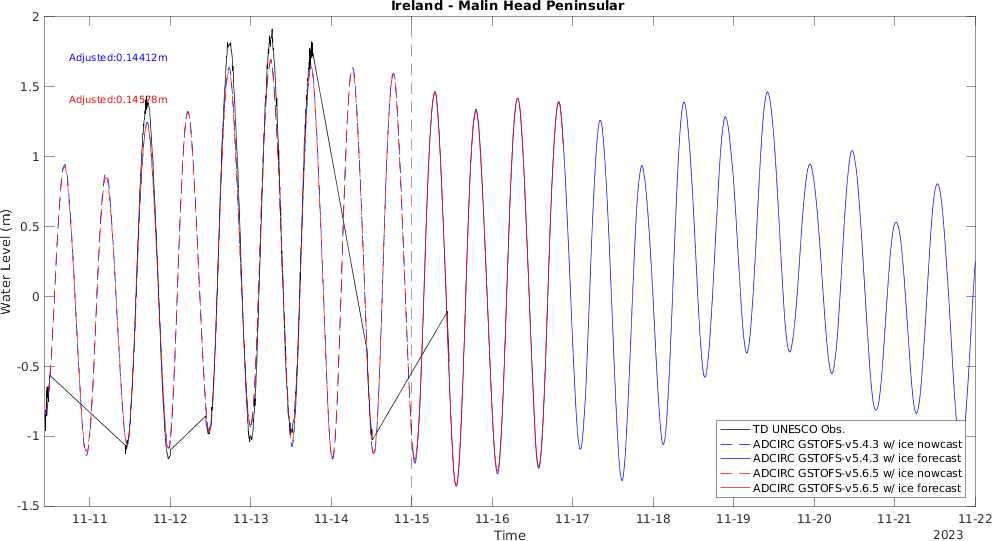 Ireland - Malin Head Peninsular
2
1.5
1
0.5
0
-0.5
-1
-1.5
Water Level (m)
Adjusted:0.14412m
Adjusted:0.14578m
TD UNESCO Obs.
ADCIRC GSTOFS-v5.4.3 w/ ice nowcast
ADCIRC GSTOFS-v5.4.3 w/ ice forecast
ADCIRC GSTOFS-v5.6.5 w/ ice nowcast
ADCIRC GSTOFS-v5.6.5 w/ ice forecast
11-11 11-12 11-13 11-14 11-15 11-16 11-17 11-18 11-19 11-20 11-21 11-22
Time
2023